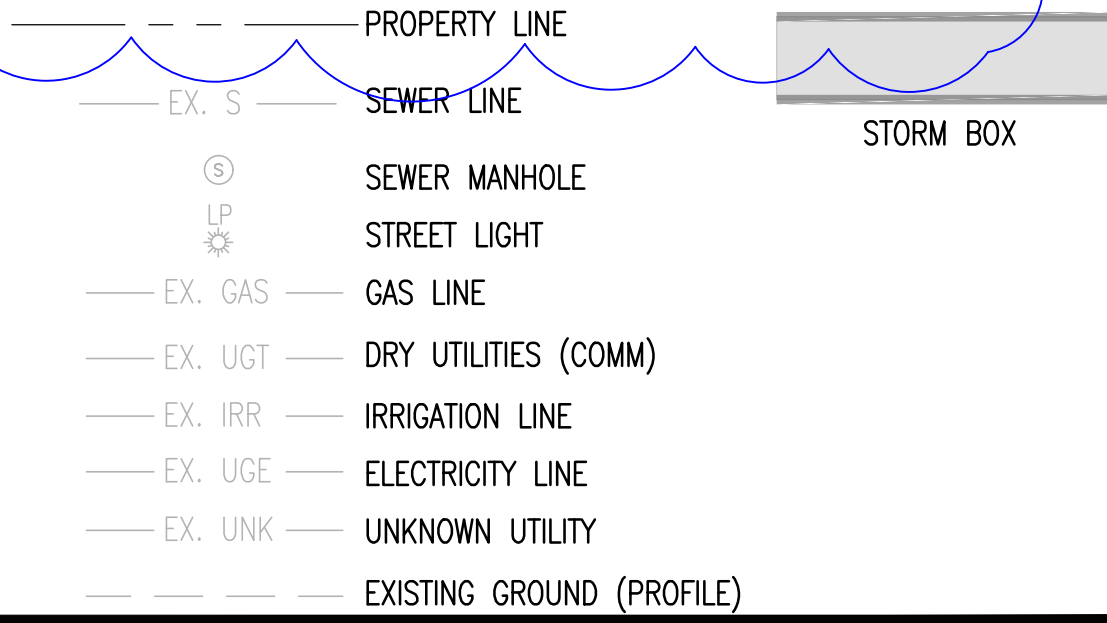 PROPERTY LINE
EX. S SEWER LINE
STORM BOX
S SEWER MANHOLE
LP
STREET LIGHT
EX. GAS GAS LINE
EX. UGT DRY UTILITIES (COMM)
EX. IRR IRRIGATION LINE
EX. UGE ELECTRICITY LINE
EX. UNK UNKNOWN UTILITY
EXISTING GROUND (PROFILE)